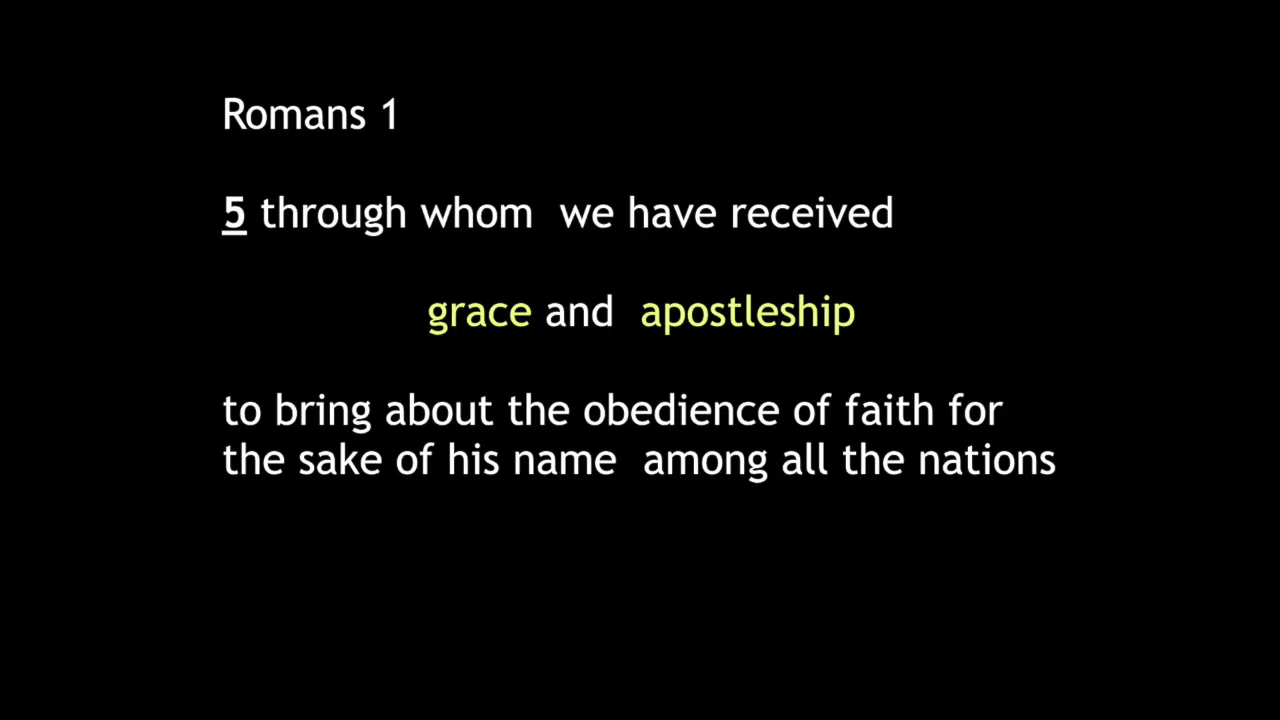 Romans 1
5 through whom  we have received
grace and  apostleship
to bring about the obedience of faith for
the sake of his name  among all the nations